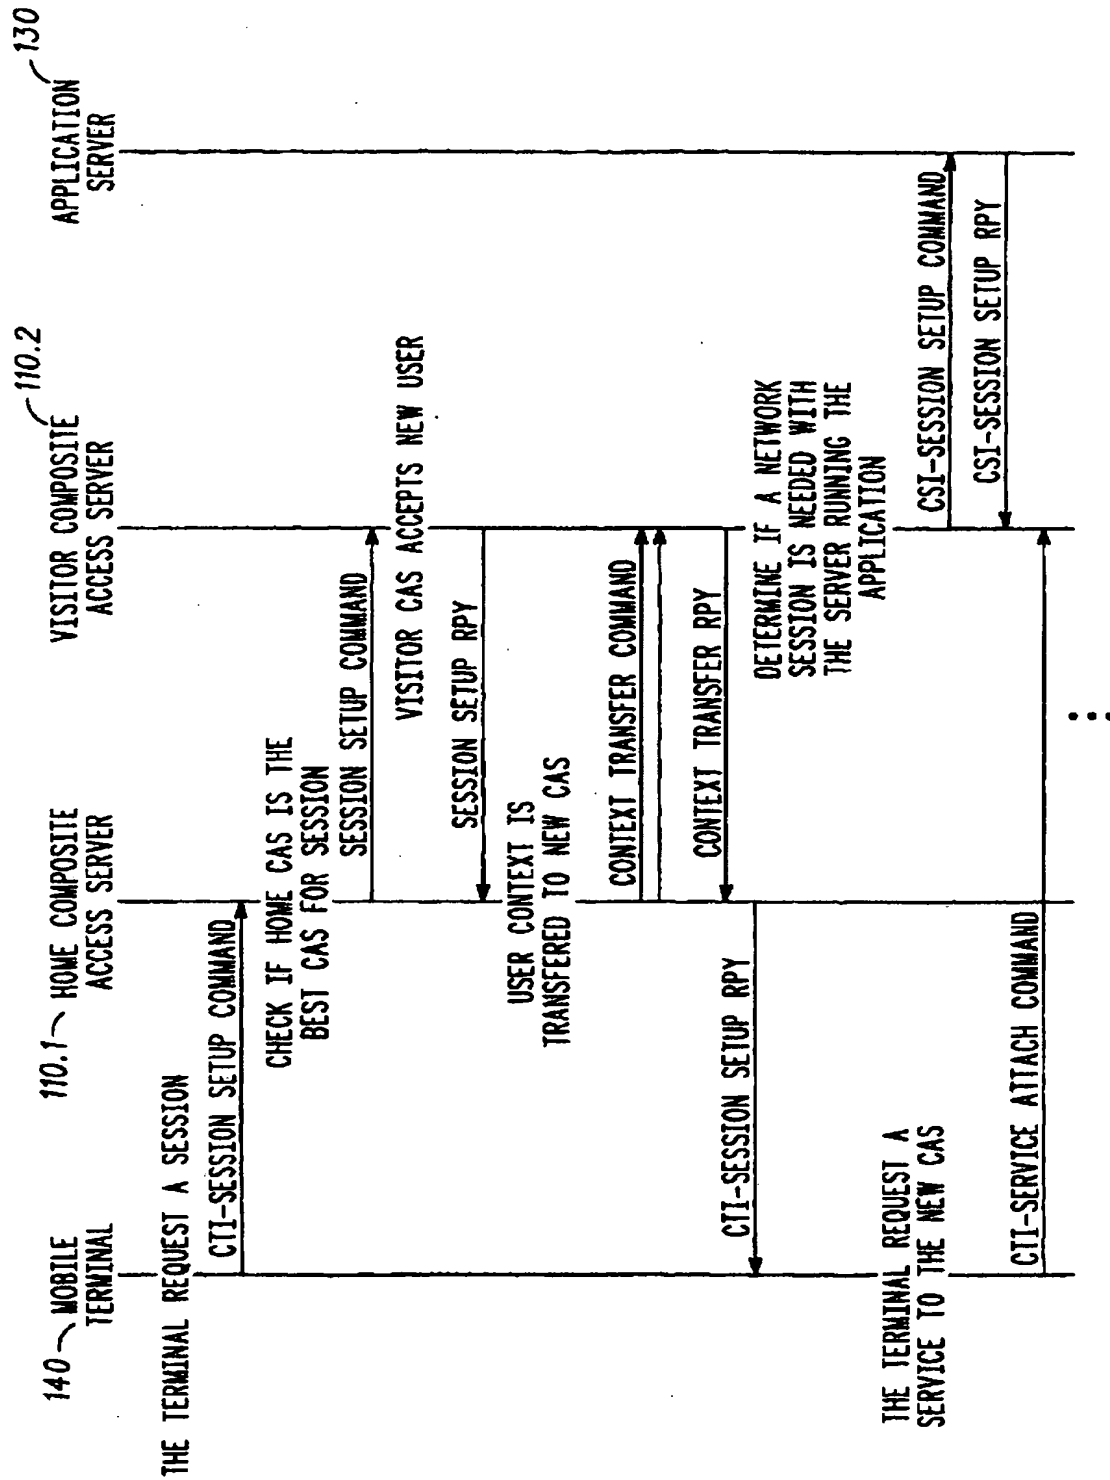 140 MOBILE
TERMINAL
110.1 HOME COMPOSITE
ACCESS SERVER
VISITOR COMPOSITE
ACCESS SERVER
110.2
APPLICATION
SERVER
130
THE TERMINAL REQUEST A SESSION
CTI-SESSION SETUP COMMAND
CHECK IF HOME CAS IS THE
BEST CAS FOR SESSION
SESSION SETUP COMMAND
VISITOR CAS ACCEPTS NEW USER
SESSION SETUP RPY
USER CONTEXT IS
TRANSFERED TO NEW CAS
CONTEXT TRANSFER COMMAND
CONTEXT TRANSFER RPY
CTI-SESSION SETUP RPY
DETERMINE IF A NETWORK
SESSION IS NEEDED WITH
THE SERVER RUNNING THE
APPLICATION
THE TERMINAL REQUEST A
SERVICE TO THE NEW CAS
CSI-SESSION SETUP COMMAND
CSI-SESSION SETUP RPY
CTI-SERVICE ATTACH COMMAND